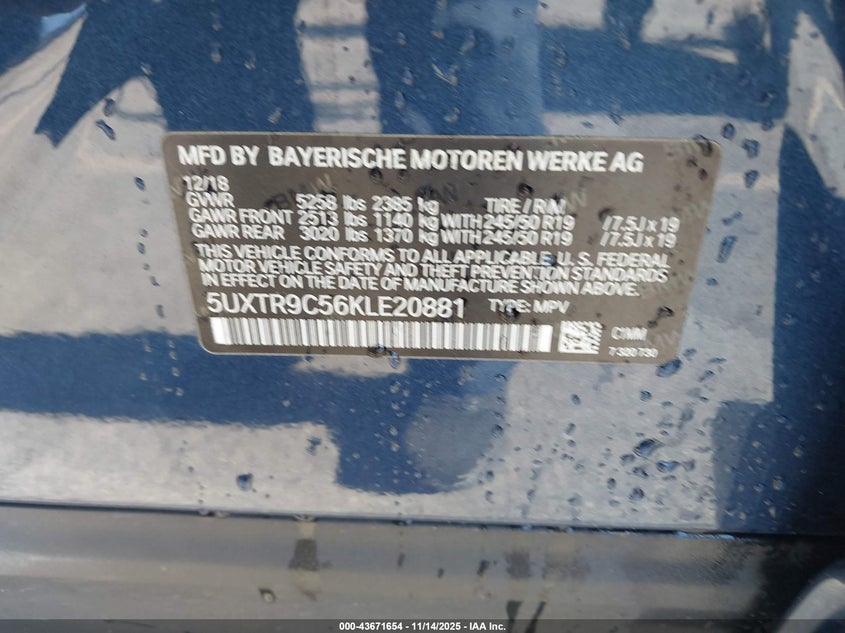 MFD BY BAYERISCHE MOTOREN WERKE AG
12/18
GVWR 5258 lbs 2385 kg TIRE / RIM
GAWR FRONT 2513 lbs 1140 kg WITH 245/50 R19 /7.5J x 19
GAWR REAR 3020 lbs 1370 kg WITH 245/50 R19 /7.5J x 19
THIS VEHICLE CONFORMS TO ALL APPLICABLE U. S. FEDERAL
MOTOR VEHICLE SAFETY AND THEFT PREVENTION STANDARDS
IN EFFECT ON THE DATE OF MANUFACTURE SHOWN ABOVE.
5UXTR9C56KLE20881 TYPE: MPV
7320730
000-43671654 - 11/14/2025 - IAA Inc.